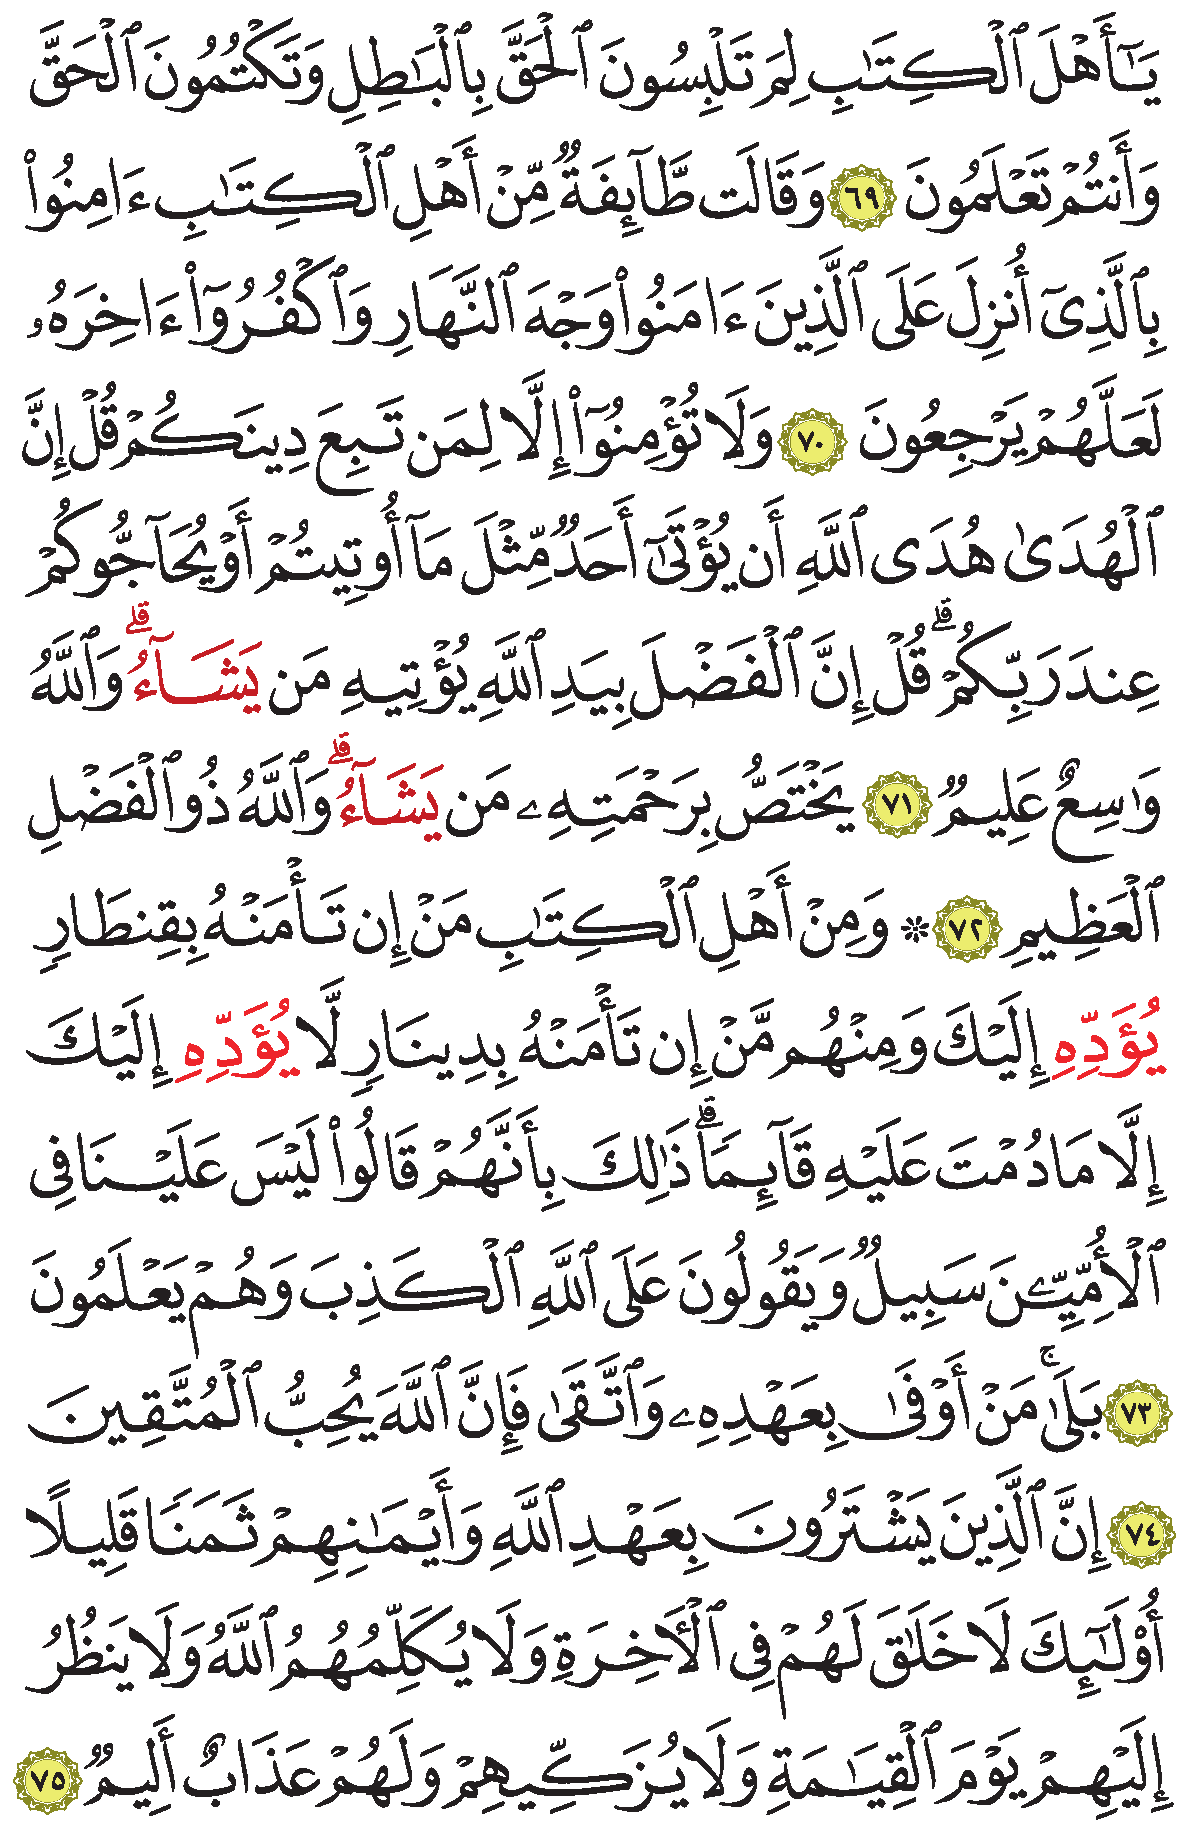 يَـٰٓأَهْلَ ٱلْكِتَـٰبِ لِمَ تَلْبِسُونَ ٱلْحَقَّ بِٱلْبَـٰطِلِ وَتَكْتُمُونَ ٱلْحَقَّ
وَأَنتُمْ تَعْلَمُونَ ٦٩ وَقَالَت طَّآئِفَةٌ مِّنْ أَهْلِ ٱلْكِتَـٰبِ ءَامِنُوا۟
بِٱلَّذِىٓ أُنزِلَ عَلَى ٱلَّذِينَ ءَامَنُوا۟ وَجْهَ ٱلنَّهَارِ وَٱكْفُرُوٓا۟ ءَاخِرَهُۥ
لَعَلَّهُمْ يَرْجِعُونَ ٧٠ وَلَا تُؤْمِنُوٓا۟ إِلَّا لِمَن تَبِعَ دِينَكُمْ قُلْ إِنَّ
ٱلْهُدَىٰ هُدَى ٱللَّهِ أَن يُؤْتَىٰٓ أَحَدٌ مِّثْلَ مَآ أُوتِيتُمْ أَوْ يُحَآجُّوكُمْ
عِندَ رَبِّكُمْ ۗ قُلْ إِنَّ ٱلْفَضْلَ بِيَدِ ٱللَّهِ يُؤْتِيهِ مَن يَشَآءُ ۗ وَٱللَّهُ
وَٰسِعٌ عَلِيمٌ ٧١ يَخْتَصُّ بِرَحْمَتِهِۦ مَن يَشَآءُ ۗ وَٱللَّهُ ذُو ٱلْفَضْلِ
ٱلْعَظِيمِ ٧٢ ۞ وَمِنْ أَهْلِ ٱلْكِتَـٰبِ مَنْ إِن تَأْمَنْهُ بِقِنطَارٍ
يُؤَدِّهِ إِلَيْكَ وَمِنْهُم مَّنْ إِن تَأْمَنْهُ بِدِينَارٍ لَّا يُؤَدِّهِ إِلَيْكَ
إِلَّا مَا دُمْتَ عَلَيْهِ قَآئِمًا ۗ ذَٰلِكَ بِأَنَّهُمْ قَالُوا۟ لَيْسَ عَلَيْنَا فِى
ٱلْأُمِّيِّـۧنَ سَبِيلٌ وَيَقُولُونَ عَلَى ٱللَّهِ ٱلْكَذِبَ وَهُمْ يَعْلَمُونَ
٧٣ بَلَىٰ ۚ مَنْ أَوْفَىٰ بِعَهْدِهِۦ وَٱتَّقَىٰ فَإِنَّ ٱللَّهَ يُحِبُّ ٱلْمُتَّقِينَ
٧٤ إِنَّ ٱلَّذِينَ يَشْتَرُونَ بِعَهْدِ ٱللَّهِ وَأَيْمَـٰنِهِمْ ثَمَنًا قَلِيلًا
أُو۟لَـٰٓئِكَ لَا خَلَـٰقَ لَهُمْ فِى ٱلْـَٔاخِرَةِ وَلَا يُكَلِّمُهُمُ ٱللَّهُ وَلَا يَنظُرُ
إِلَيْهِمْ يَوْمَ ٱلْقِيَـٰمَةِ وَلَا يُزَكِّيهِمْ وَلَهُمْ عَذَابٌ أَلِيمٌ ٧٥